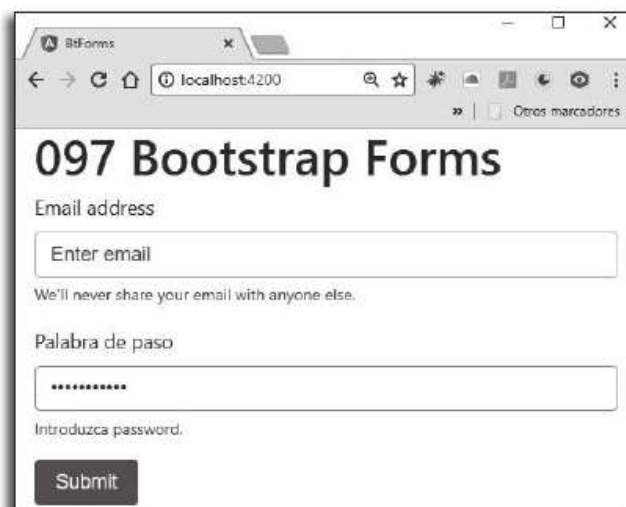 BtForms
localhost:4200
Otros marcadores
097 Bootstrap Forms
Email address
Enter email
We'll never share your email with anyone else.
Palabra de paso
•••••••••••
Introduzca password.
Submit